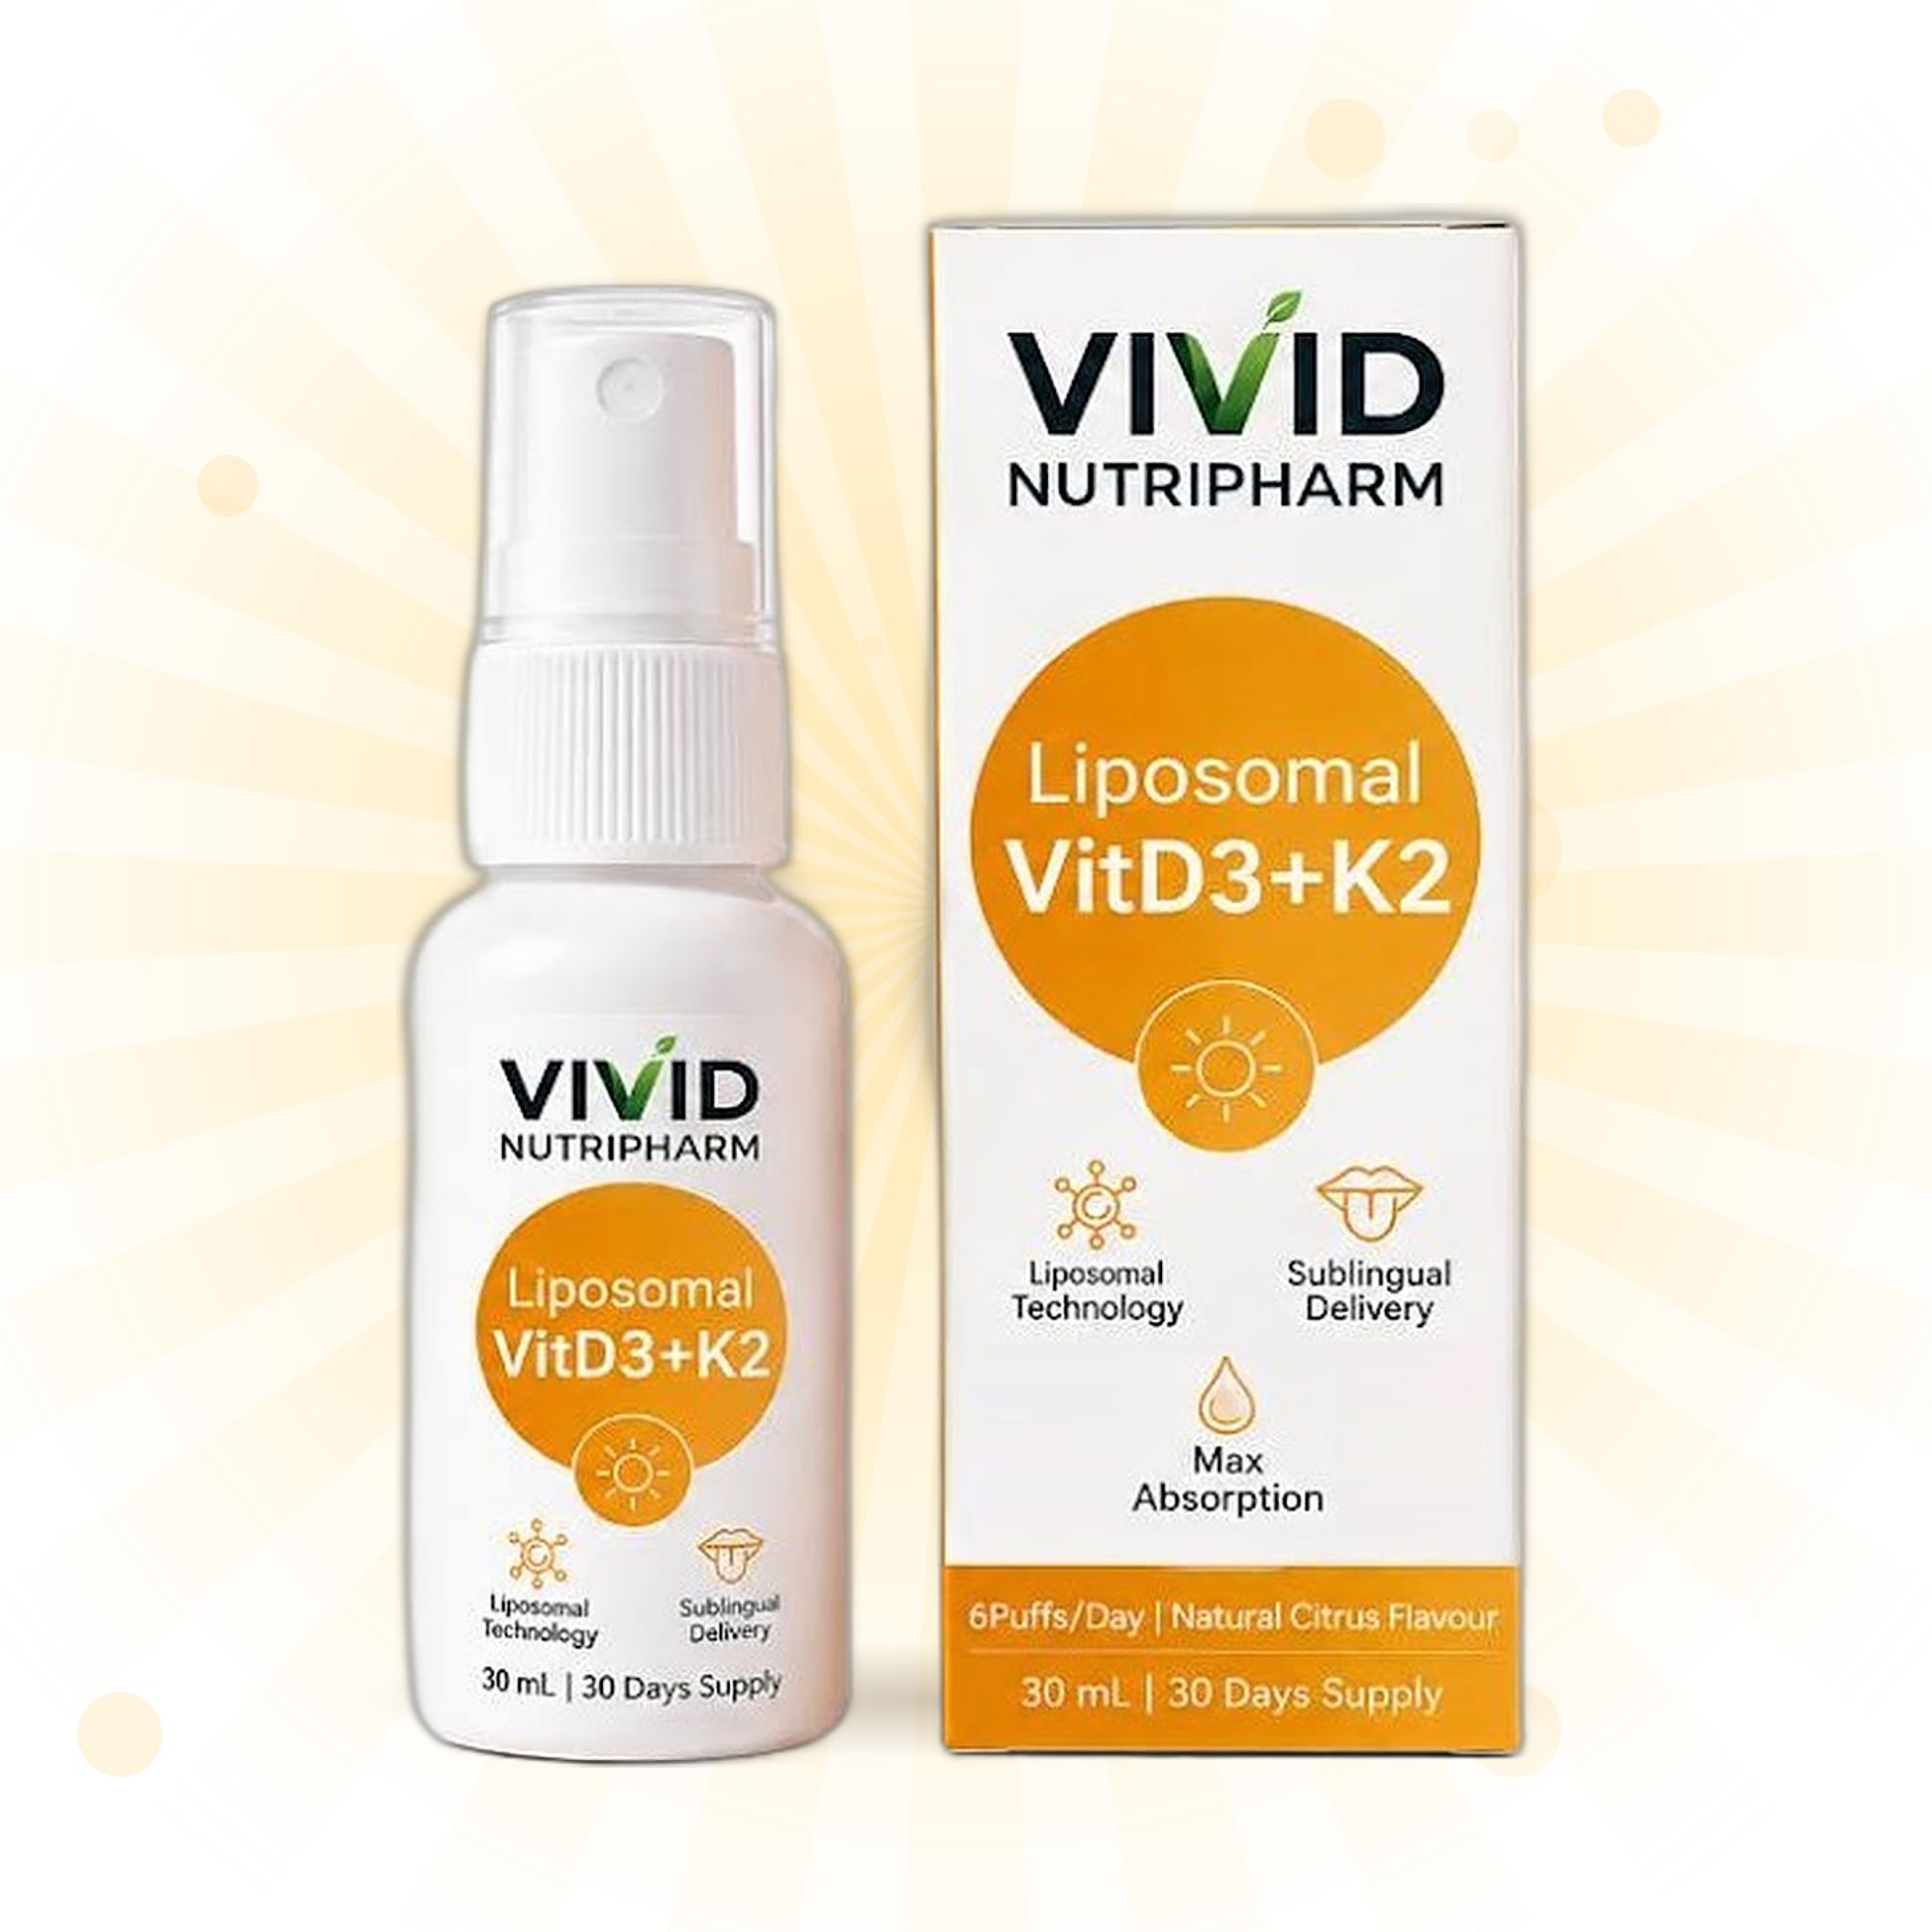 VIVID
NUTRIPHARM
Liposomal
VitD3+K2
Liposomal
Technology
Sublingual
Delivery
30 mL | 30 Days Supply
VIVID
NUTRIPHARM
Liposomal
VitD3+K2
Liposomal
Technology
Sublingual
Delivery
Max
Absorption
6Puffs/Day | Natural Citrus Flavour
30 mL | 30 Days Supply